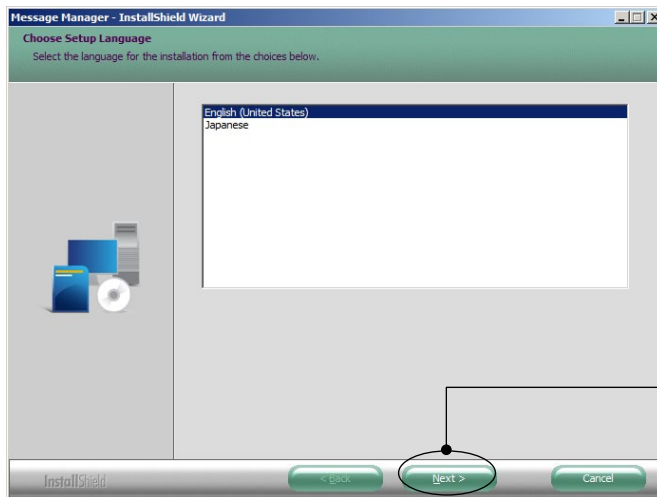 Message Manager - InstallShield Wizard
Choose Setup Language
Select the language for the installation from the choices below.
English (United States)
Japanese
InstallShield
< Back
Next >
Cancel